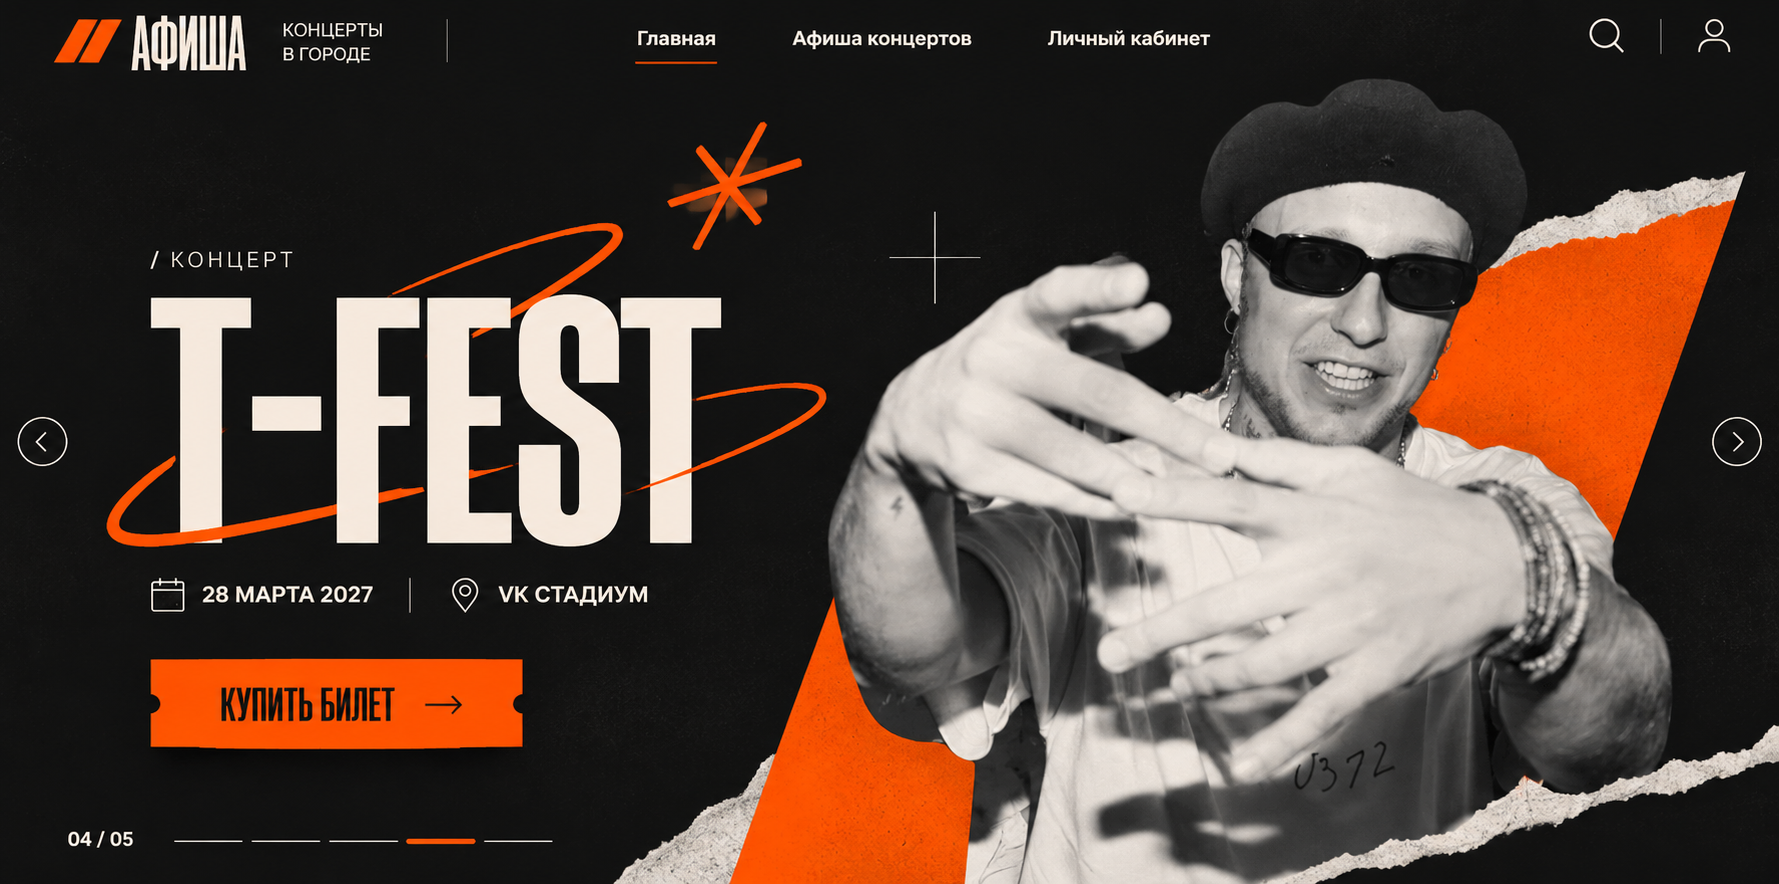 АФИША
КОНЦЕРТЫ
В ГОРОДЕ
Главная
Афиша концертов
Личный кабинет
/ КОНЦЕРТ
T-FEST
28 МАРТА 2027
VK СТАДИУМ
КУПИТЬ БИЛЕТ
04 / 05